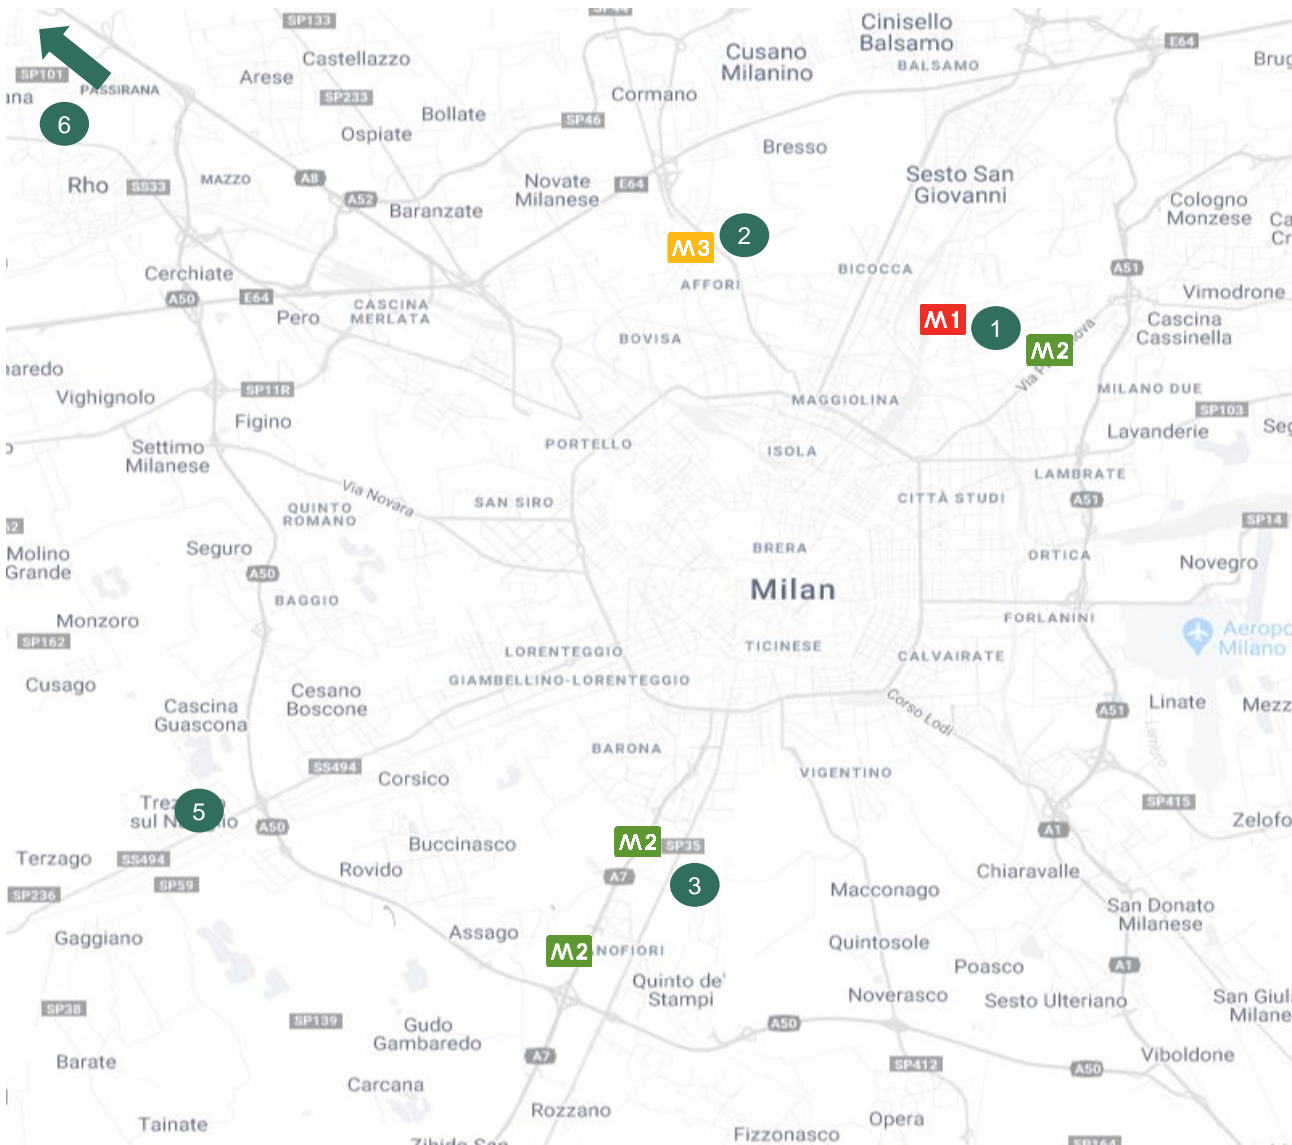 SP133
Cinisello
Balsamo
E64
Castellazzo
Cusano
Milanino
BALSAMO
SP101
PASSIRANA
Arese
SP233
Cormano
Bollate
SP46
6
Ospiate
Bresso
Rho
SS33
MAZZO
A8
Novate
Milanese
E64
Sesto San
Giovanni
A52
Baranzate
Cologno
Monzese
M3
2
Cerchiate
BICOCCA
A51
AFFORI
A50
E64
CASCINA
MERLATA
Vimodrone
Pero
M1
1
Cascina
Cassinella
BOVISA
M2
SP11R
MILANO DUE
Vighignolo
MAGGIOLINA
SP103
Figino
Lavanderie
Settimo
Milanese
PORTELLO
ISOLA
LAMBRATE
Via Novara
QUINTO
ROMANO
SAN SIRO
CITTÀ STUDI
A51
SP14
Seguro
BRERA
ORTICA
Molino
Grande
Novegro
A50
Milan
BAGGIO
Monzoro
FORLANINI
SP162
LORENTEGGIO
TICINESE
CALVAIRATE
Milano
Cusago
GIAMBELLINO-LORENTEGGIO
Cesano
Boscone
Cascina
Guascona
Corso Lodi
A51
Linate
BARONA
SS494
Corsico
VIGENTINO
5
SP415
A50
A1
Terzago
SS494
Buccinasco
M2
SP35
Rovido
A7
3
Chiaravalle
SP236
SP59
Macconago
San Donato
Milanese
Gaggiano
Assago
M2
NOFIORI
Quintosole
Poasco
A1
Quinto de'
Stampi
Noverasco
Sesto Ulteriano
SP38
SP139
Gudo
Gambaredo
A50
A7
Barate
SP412
A50
Viboldone
Carcana
Rozzano
Tainate
Opera
Fizzonasco